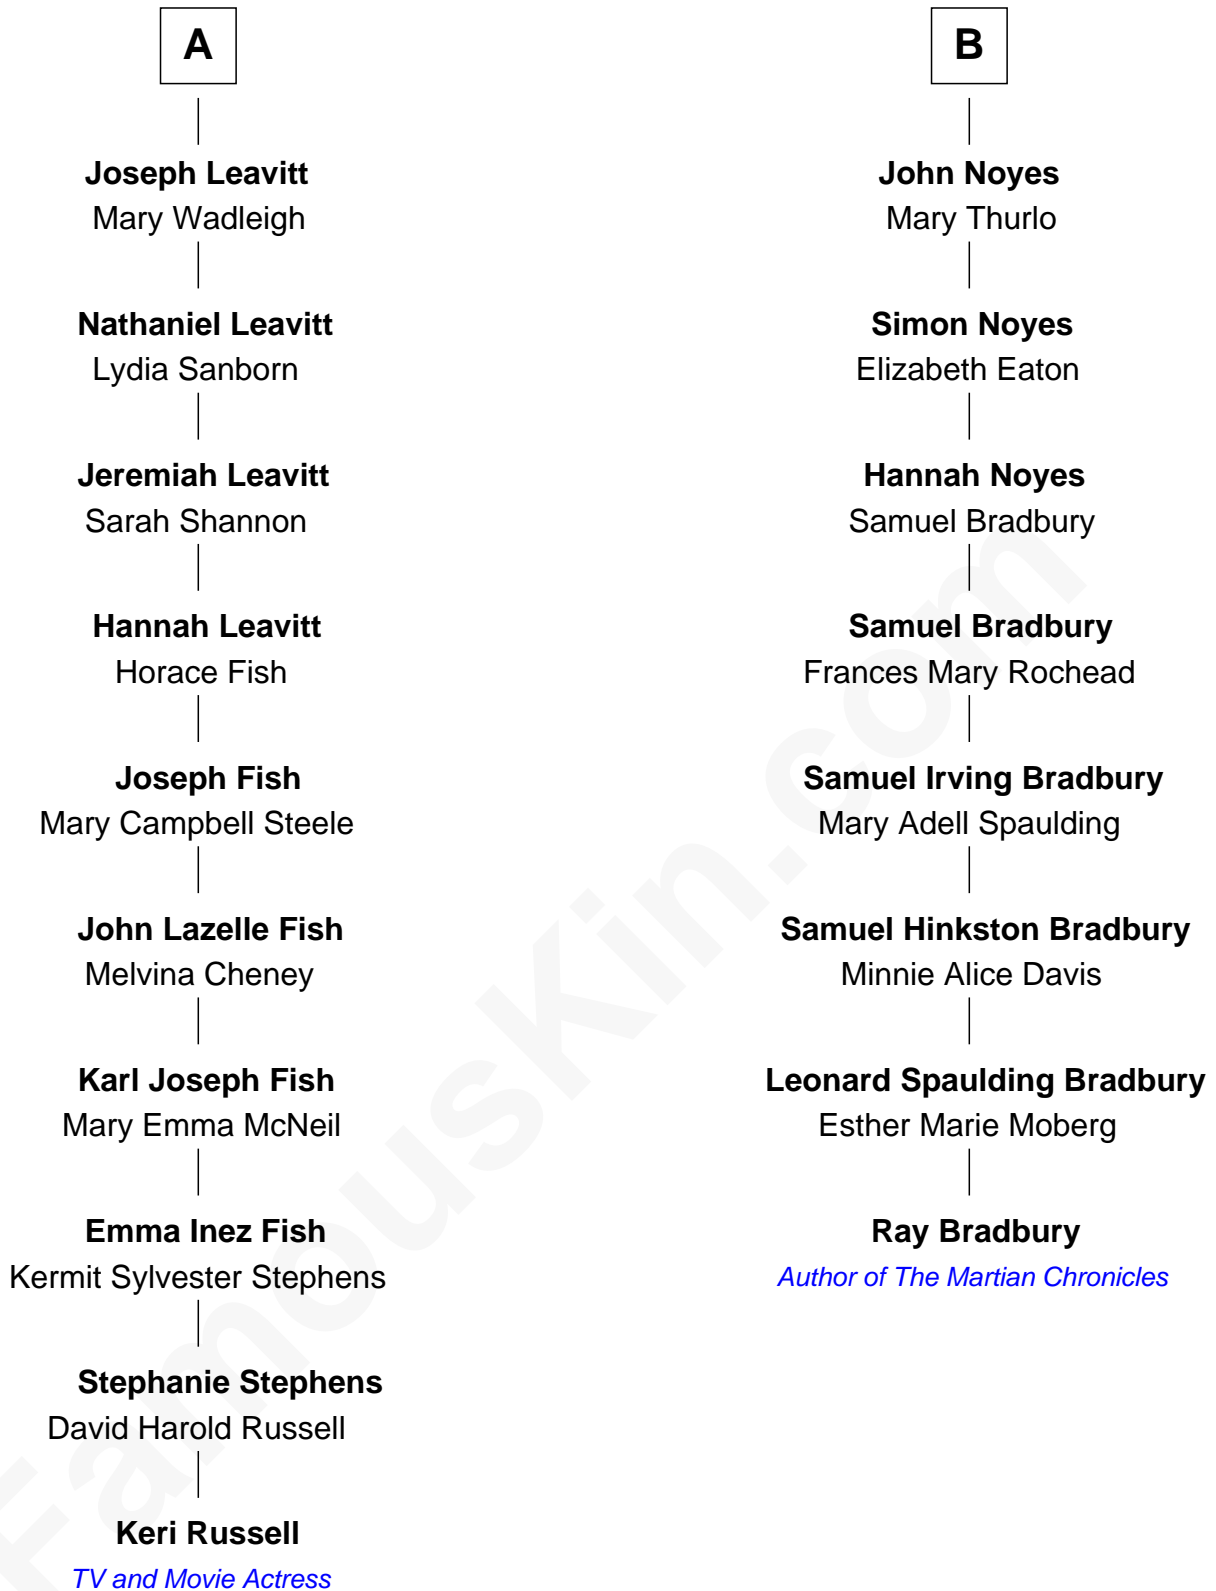 A
Joseph Leavitt
Mary Wadleigh
Nathaniel Leavitt
Lydia Sanborn
Jeremiah Leavitt
Sarah Shannon
Hannah Leavitt
Horace Fish
Joseph Fish
Mary Campbell Steele
John Lazelle Fish
Melvina Cheney
Karl Joseph Fish
Mary Emma McNeil
Emma Inez Fish
Kermit Sylvester Stephens
Stephanie Stephens
David Harold Russell
Keri Russell
TV and Movie Actress
B
John Noyes
Mary Thurlo
Simon Noyes
Elizabeth Eaton
Hannah Noyes
Samuel Bradbury
Samuel Bradbury
Frances Mary Rochead
Samuel Irving Bradbury
Mary Adell Spaulding
Samuel Hinkston Bradbury
Minnie Alice Davis
Leonard Spaulding Bradbury
Esther Marie Moberg
Ray Bradbury
Author of The Martian Chronicles
FamousKin.com